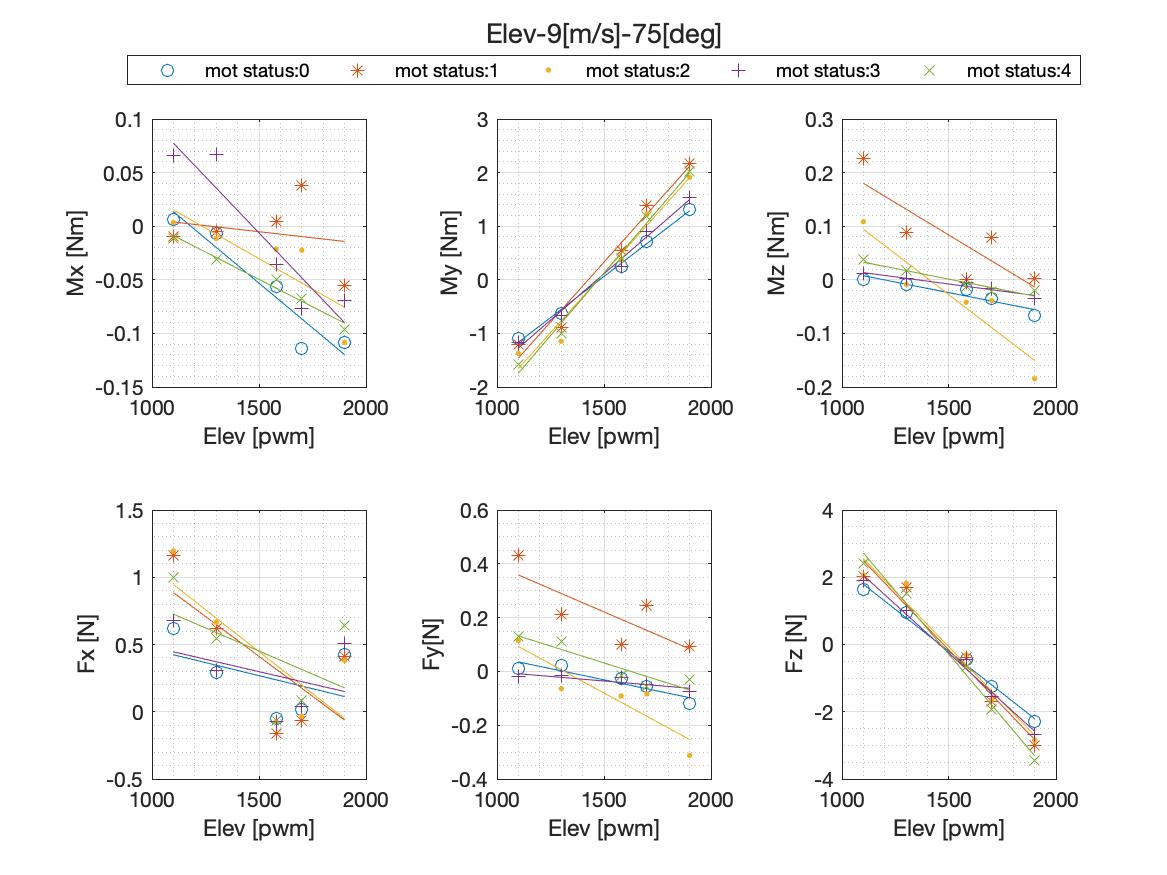 Elev-9[m/s]-75[deg]
mot status:0 mot status:1 mot status:2 mot status:3 mot status:4
0.1
0.05
0
-0.05
-0.1
-0.15
Mx [Nm]
1000 1500 2000
Elev [pwm]
3
2
1
0
-1
-2
My [Nm]
1000 1500 2000
Elev [pwm]
0.3
0.2
0.1
0
-0.1
-0.2
Mz [Nm]
1000 1500 2000
Elev [pwm]
1.5
1
0.5
0
-0.5
Fx [N]
1000 1500 2000
Elev [pwm]
0.6
0.4
0.2
0
-0.2
-0.4
Fy[N]
1000 1500 2000
Elev [pwm]
4
2
0
-2
-4
Fz [N]
1000 1500 2000
Elev [pwm]